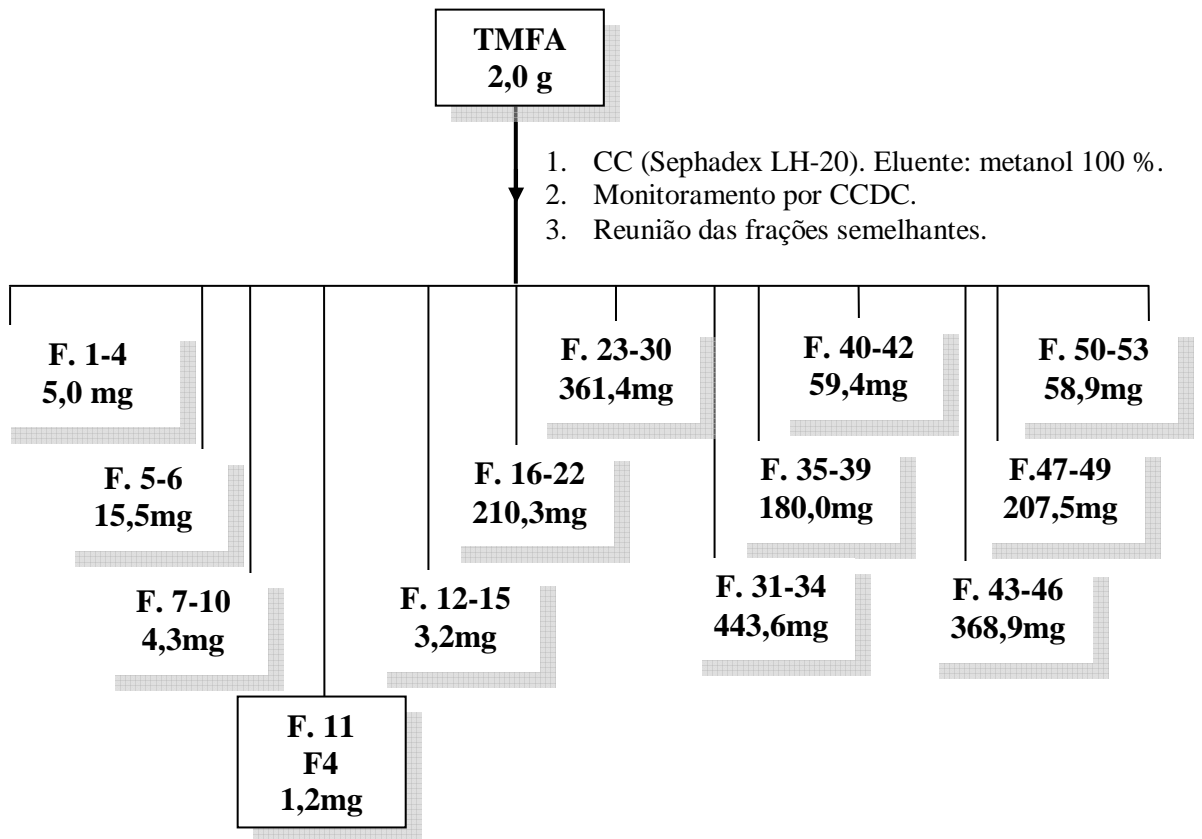 TMFA
2,0 g
1. CC (Sephadex LH-20). Eluente: metanol 100 %.
2. Monitoramento por CCDC.
3. Reunião das frações semelhantes.
F. 1-4
5,0 mg
F. 5-6
15,5mg
F. 7-10
4,3mg
F. 11
F4
1,2mg
F. 12-15
3,2mg
F. 16-22
210,3mg
F. 23-30
361,4mg
F. 31-34
443,6mg
F. 35-39
180,0mg
F. 40-42
59,4mg
F. 43-46
368,9mg
F.47-49
207,5mg
F. 50-53
58,9mg